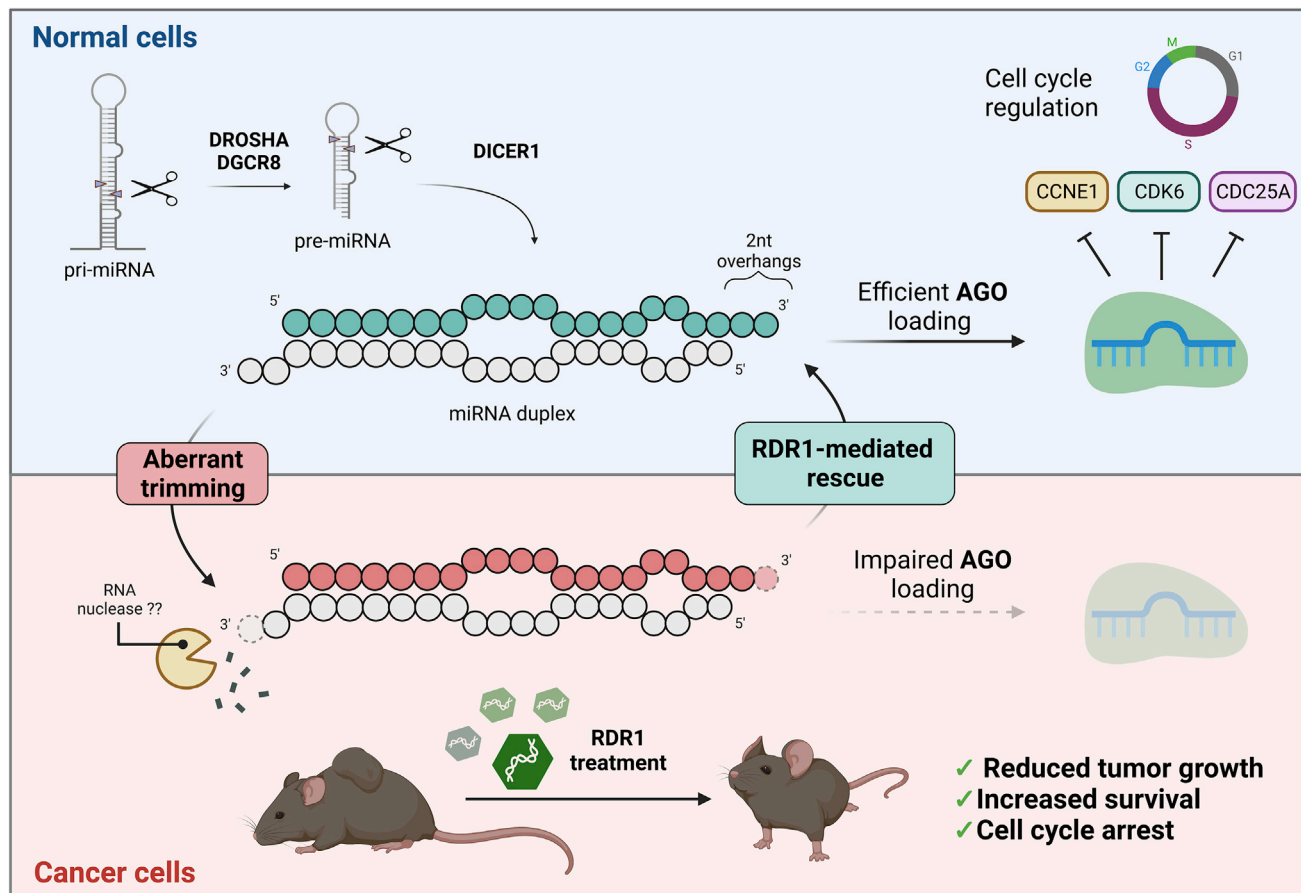 Normal cells
M
G2
G1
S
Cell cycle
regulation
DROSHA
DGCR8
DICER1
pri-miRNA
pre-miRNA
CCNE1
CDK6
CDC25A
2nt
overhangs
5'
3'
3'
5'
miRNA duplex
Efficient AGO
loading
Aberrant
trimming
RDR1-mediated
rescue
5'
3'
3'
5'
RNA
nuclease ??
Impaired AGO
loading
RDR1
treatment
✓ Reduced tumor growth
✓ Increased survival
✓ Cell cycle arrest
Cancer cells